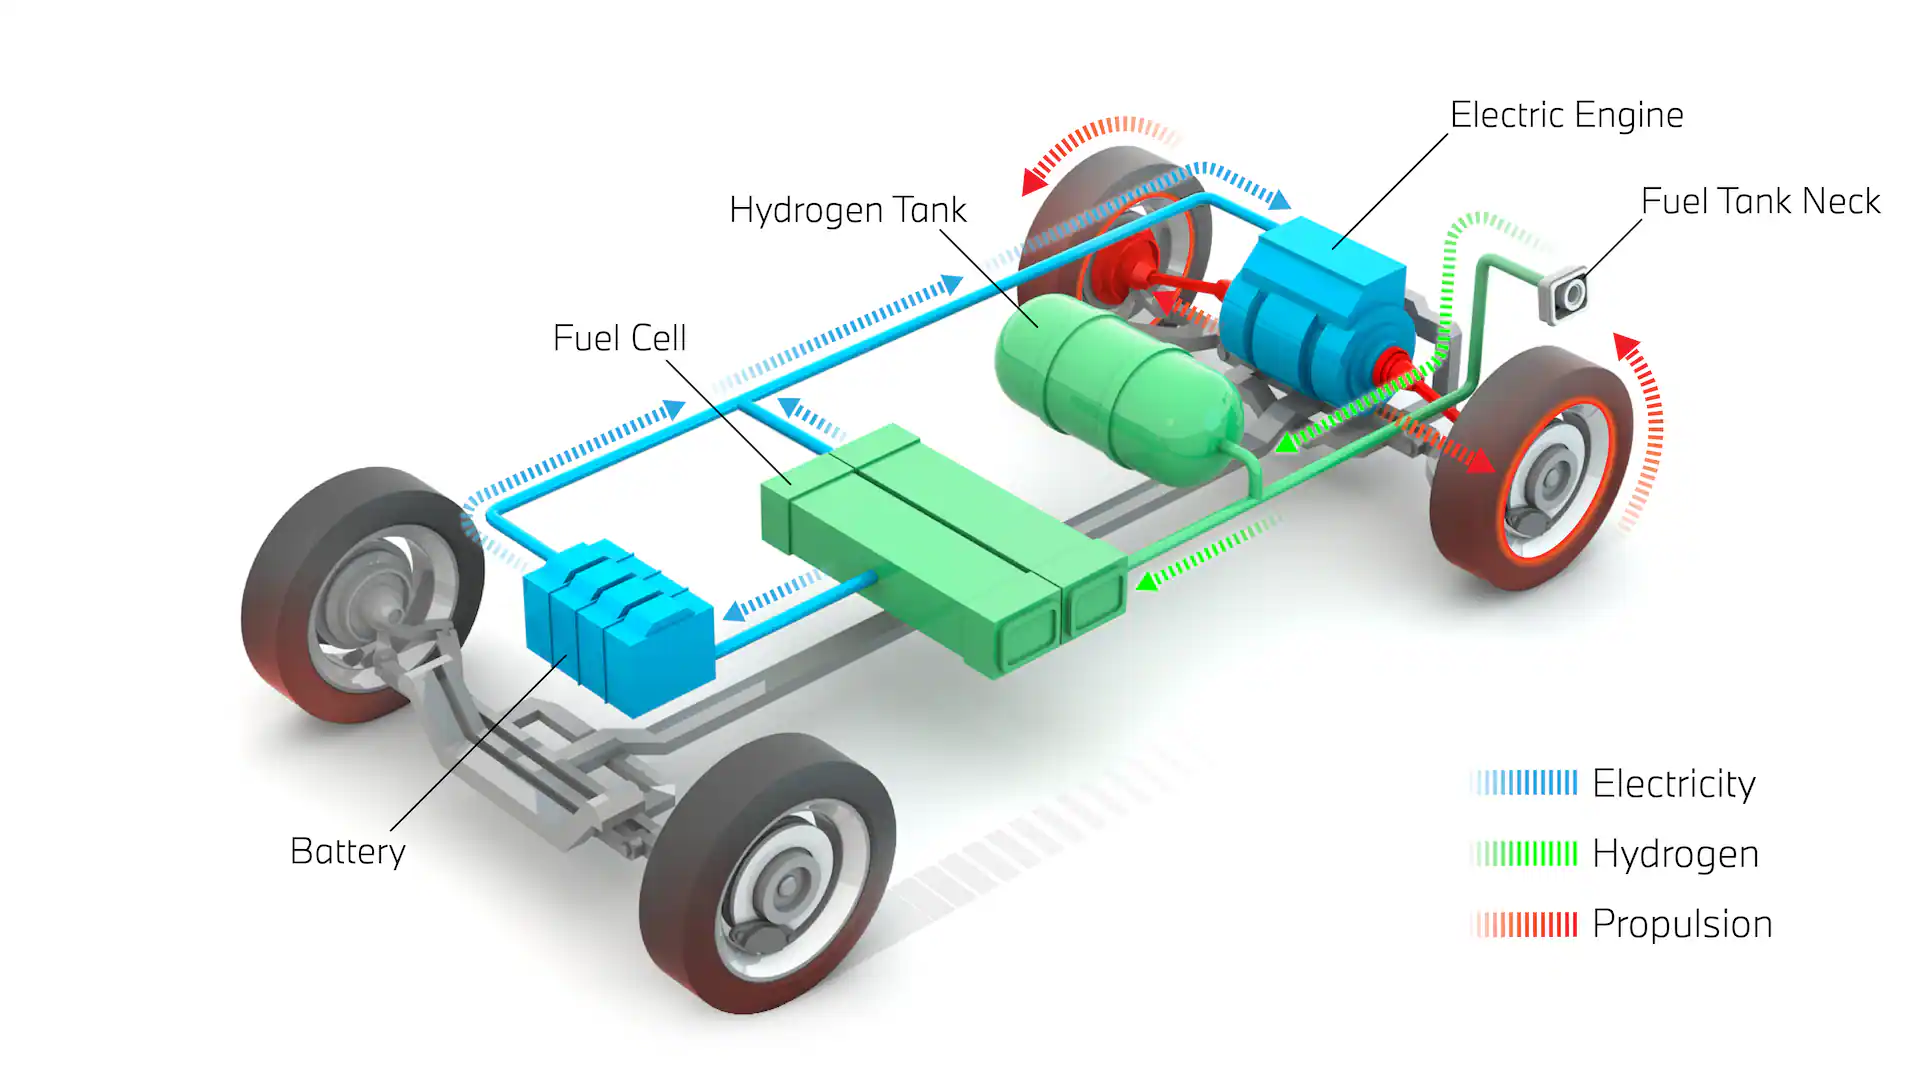 Electric Engine
Fuel Tank Neck
Hydrogen Tank
Fuel Cell
Battery
Electricity
Hydrogen
Propulsion